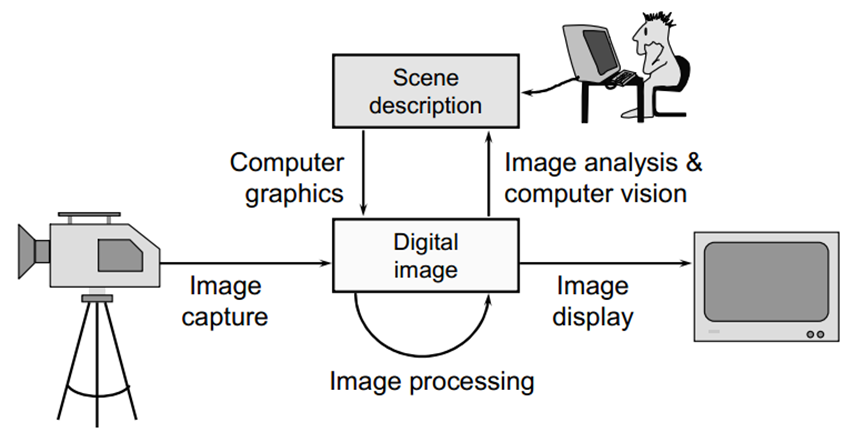 Scene
description
Computer
graphics
Image analysis &
computer vision
Digital
image
Image
capture
Image
display
Image processing